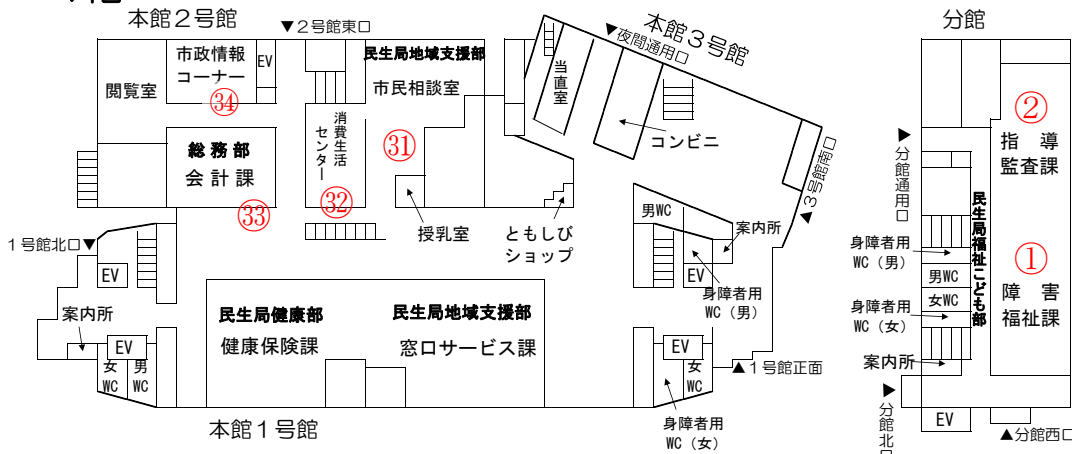 本館2号館
▼2号館東口
本館3号館
▼夜間通用口
分館
市政情報
コーナー
EV
閲覧室
㉞
総務部
会計課
㉝
消費生活
センター
㉜
民生局地域支援部
市民相談室
㉛
授乳室
ともしび
ショップ
当直室
コンビニ
▲3号館南口
男WC
案内所
EV
身障者用
WC(男)
1号館北口▼
EV
案内所
EV
女
WC
男
WC
民生局健康部
健康保険課
民生局地域支援部
窓口サービス課
EV
女
WC
▲1号館正面
身障者用
WC(女)
本館1号館
▲分館通用口
②
指導
監査課
民生局福祉こども部
①
障害
福祉課
身障者用
WC(男)
男WC
女WC
身障者用
WC(女)
案内所
▲分館北口
EV
▲分館西口